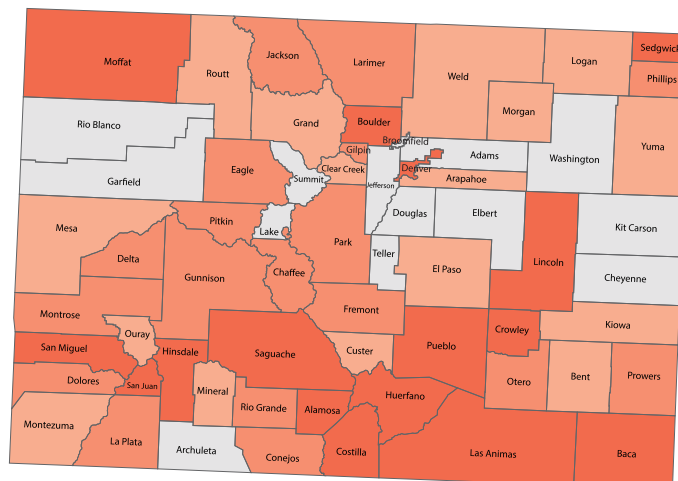 Moffat
Routt
Jackson
Larimer
Weld
Logan
Sedgwick
Phillips
Morgan
Rio Blanco
Grand
Boulder
Broomfield
Gilpin
Adams
Washington
Yuma
Garfield
Eagle
Summit
Clear Creek
Jefferson
Denver
Arapahoe
Mesa
Pitkin
Lake
Park
Douglas
Elbert
Kit Carson
Delta
Gunnison
Chaffee
Teller
El Paso
Lincoln
Cheyenne
Montrose
Ouray
Fremont
Kiowa
San Miguel
Hinsdale
Saguache
Custer
Pueblo
Crowley
Dolores
San Juan
Mineral
Rio Grande
Alamosa
Huerfano
Otero
Bent
Prowers
Montezuma
La Plata
Archuleta
Conejos
Costilla
Las Animas
Baca